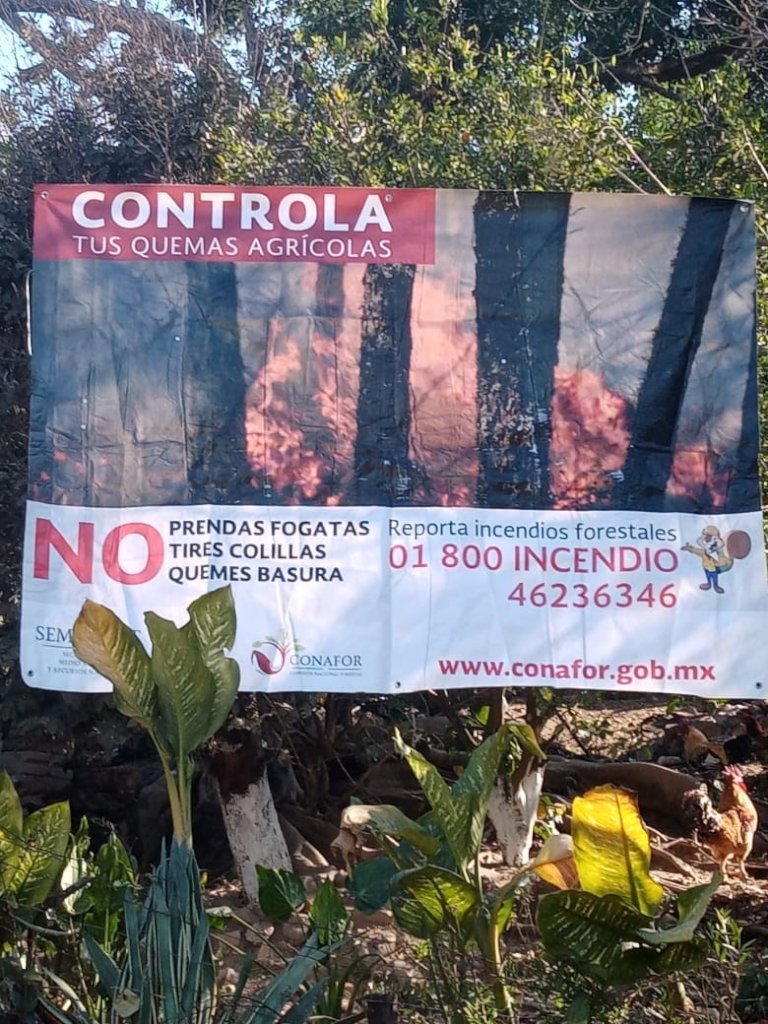 CONTROLA
TUS QUEMAS AGRÍCOLAS
NO
PRENDAS FOGATAS
TIRES COLILLAS
QUEMES BASURA
Reporta incendios forestales
01 800 INCENDIO
46236346
SEM
CONAFOR
www.conafor.gob.mx